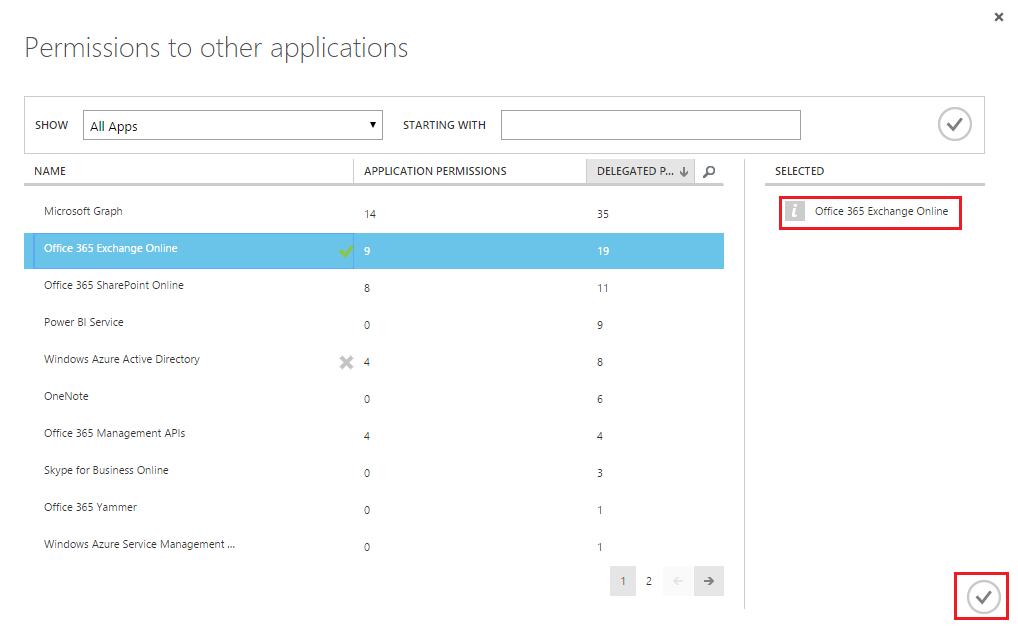 Permissions to other applications
SHOW All Apps STARTING WITH
NAME APPLICATION PERMISSIONS DELEGATED P... SELECTED
Microsoft Graph 14 35 Office 365 Exchange Online
Office 365 Exchange Online 9 19
Office 365 SharePoint Online 8 11
Power BI Service 0 9
Windows Azure Active Directory 4 8
OneNote 0 6
Office 365 Management APIs 4 4
Skype for Business Online 0 3
Office 365 Yammer 0 1
Windows Azure Service Management ... 0 1
1 2